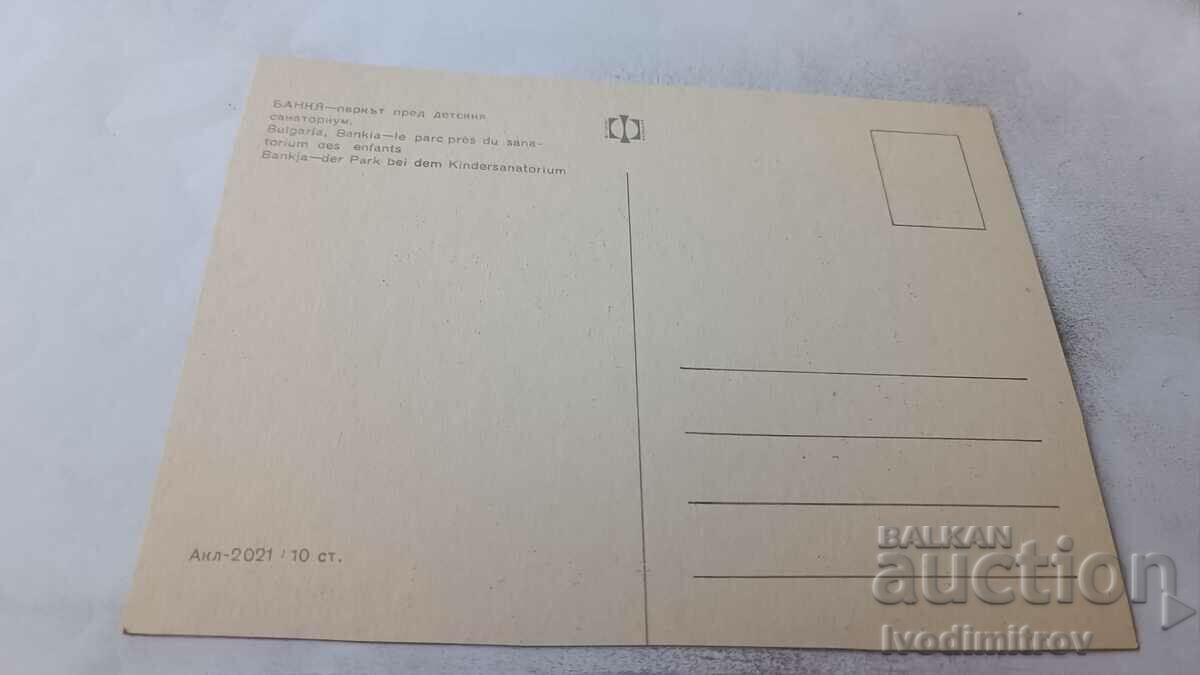 БАНКЯ—паркът пред детския
санаториум.
Bulgaria, Bankia—le parc près du sana-
torium des enfants
Bankja—der Park bei dem Kindersanatorium
Акл-2021 10 ст.
BALKAN
auction
Ivodimitrov